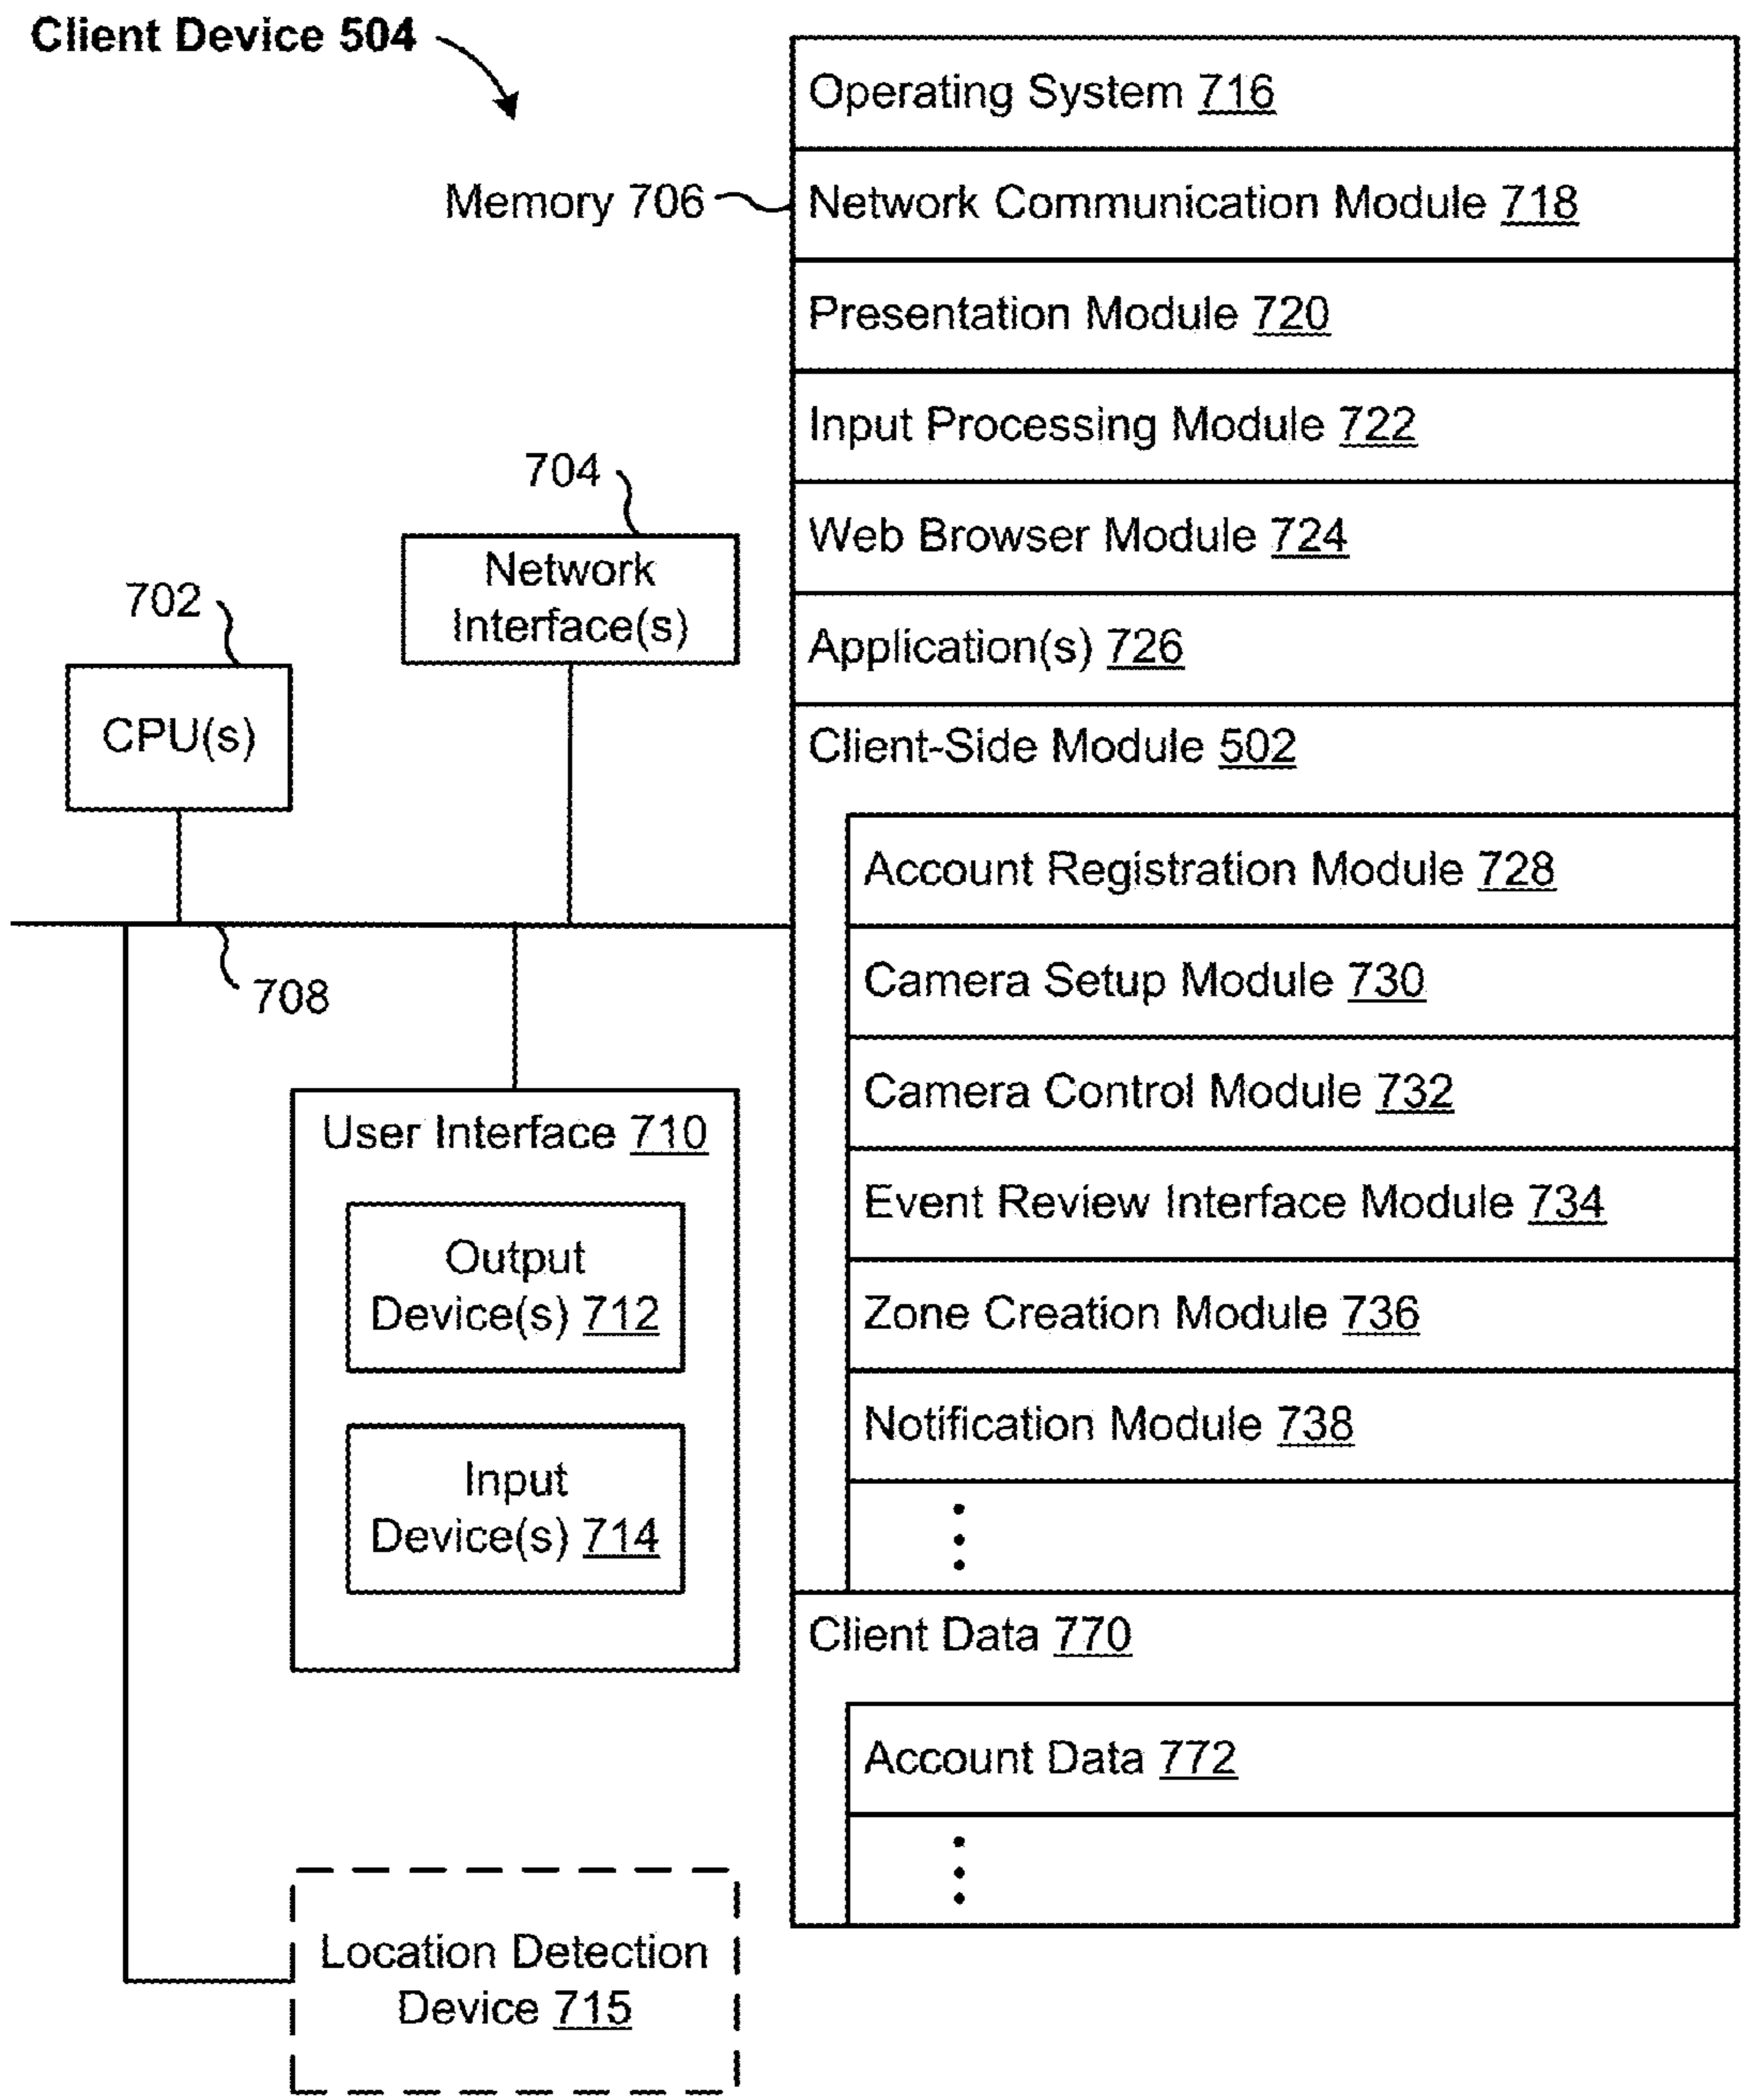 Client Device 504
Memory 706
Operating System 716
Network Communication Module 718
Presentation Module 720
Input Processing Module 722
Web Browser Module 724
Application(s) 726
Client-Side Module 502
Account Registration Module 728
Camera Setup Module 730
Camera Control Module 732
Event Review Interface Module 734
Zone Creation Module 736
Notification Module 738
Client Data 770
Account Data 772
704
Network
Interface(s)
702
CPU(s)
708
User Interface 710
Output
Device(s) 712
Input
Device(s) 714
Location Detection
Device 715